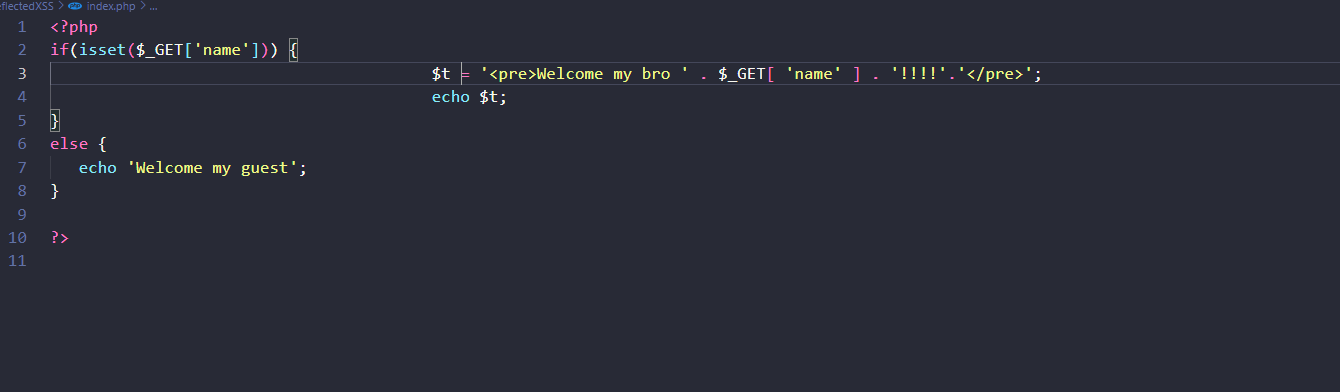 eflectedXSS > index.php > ...
1 <?php
2 if(isset($_GET['name'])) {
3 $t = '<pre>Welcome my bro ' . $_GET[ 'name' ] . '!!!!'.'</pre>';
4 echo $t;
5 }
6 else {
7 echo 'Welcome my guest';
8 }
9
10 ?>
11